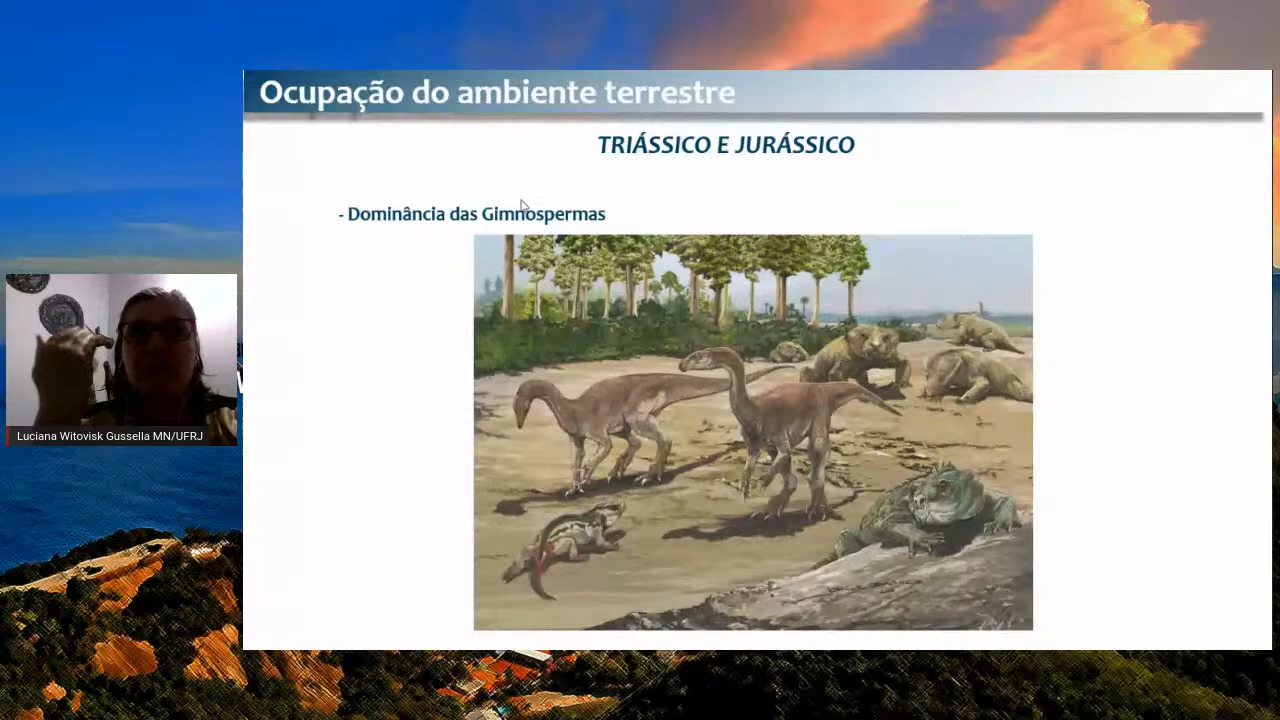 Ocupação do ambiente terrestre
TRIÁSSICO E JURÁSSICO
- Dominância das Gimnospermas
Luciana Witovisk Gussella MN/UFRJ